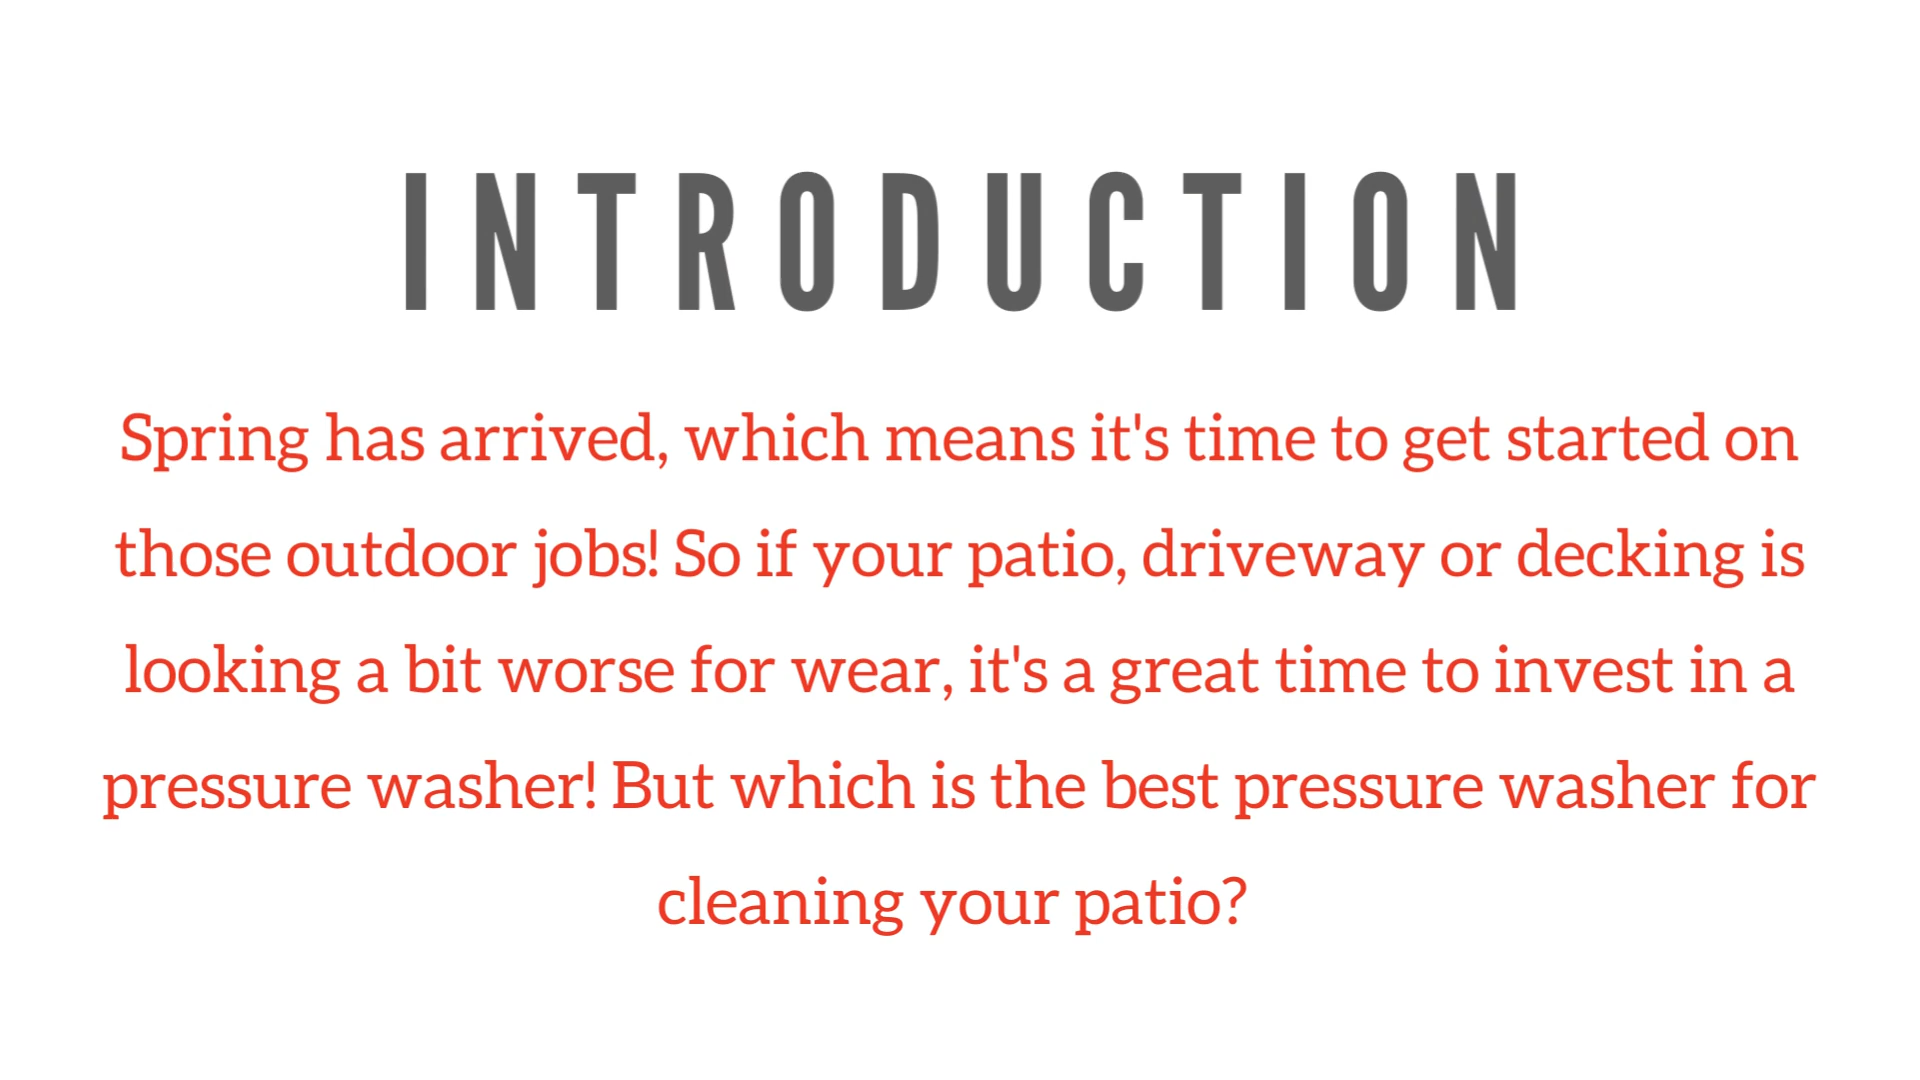 INTRODUCTION
Spring has arrived, which means it's time to get started on
those outdoor jobs! So if your patio, driveway or decking is
looking a bit worse for wear, it's a great time to invest in a
pressure washer! But which is the best pressure washer for
cleaning your patio?